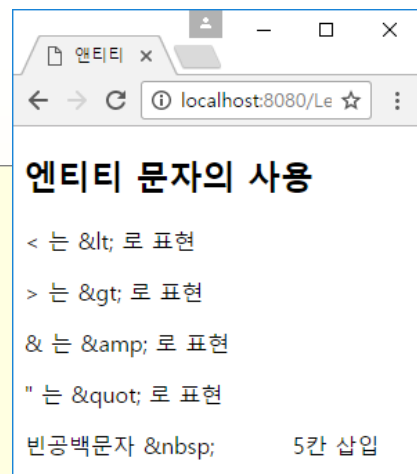 앤티티
localhost:8080/Le
엔티티 문자의 사용
< 는 &lt; 로 표현
> 는 &gt; 로 표현
& 는 &amp; 로 표현
" 는 &quot; 로 표현
빈공백문자 &nbsp;          5칸 삽입